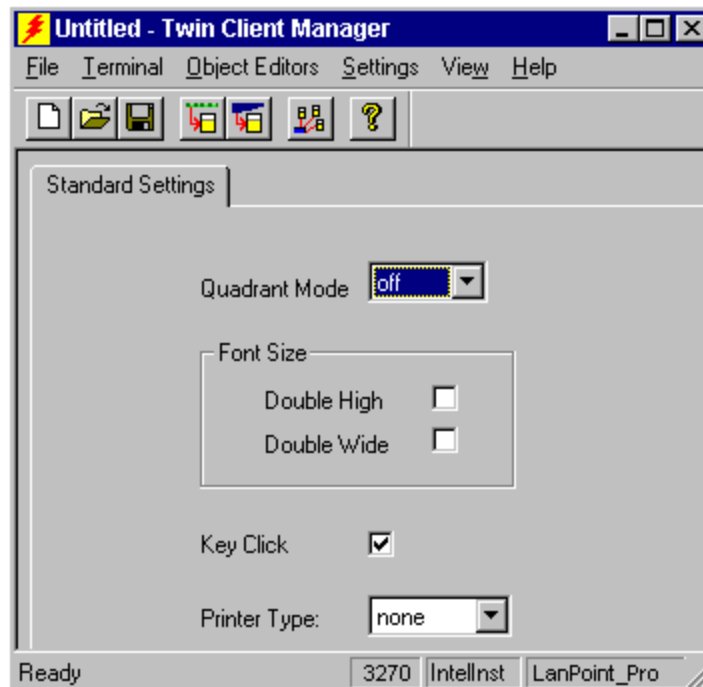 Untitled - Twin Client Manager
File Terminal Object Editors Settings View Help
Standard Settings
Quadrant Mode off
Font Size
Double High
Double Wide
Key Click
Printer Type: none
Ready 3270 IntelInst LanPoint_Pro